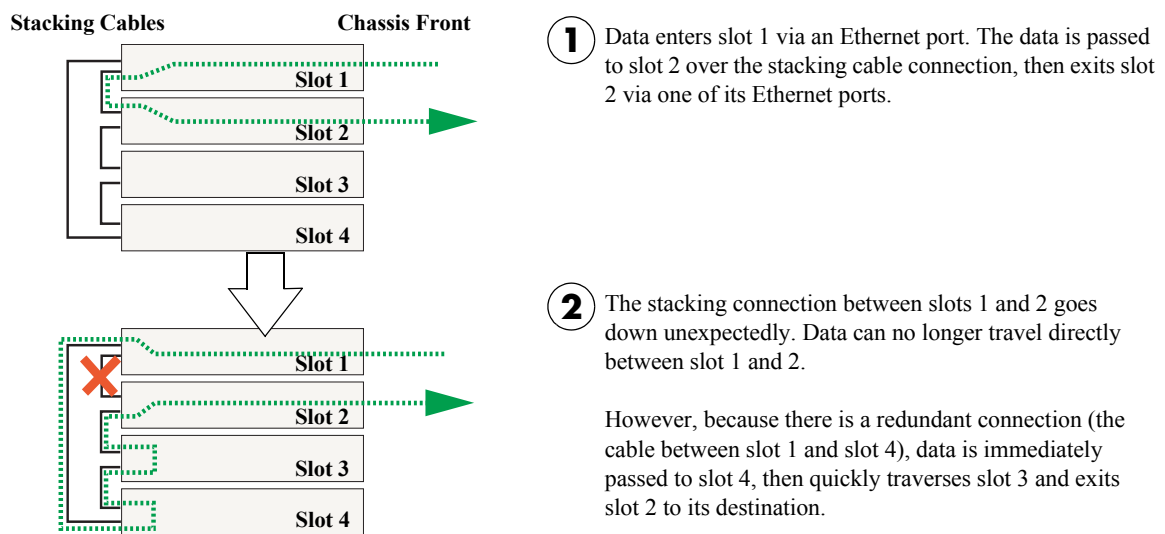 Stacking Cables
Chassis Front
Slot 1
Slot 2
Slot 3
Slot 4
1
Data enters slot 1 via an Ethernet port. The data is passed
to slot 2 over the stacking cable connection, then exits slot
2 via one of its Ethernet ports.
Slot 1
Slot 2
Slot 3
Slot 4
2
The stacking connection between slots 1 and 2 goes
down unexpectedly. Data can no longer travel directly
between slot 1 and 2.
However, because there is a redundant connection (the
cable between slot 1 and slot 4), data is immediately
passed to slot 4, then quickly traverses slot 3 and exits
slot 2 to its destination.